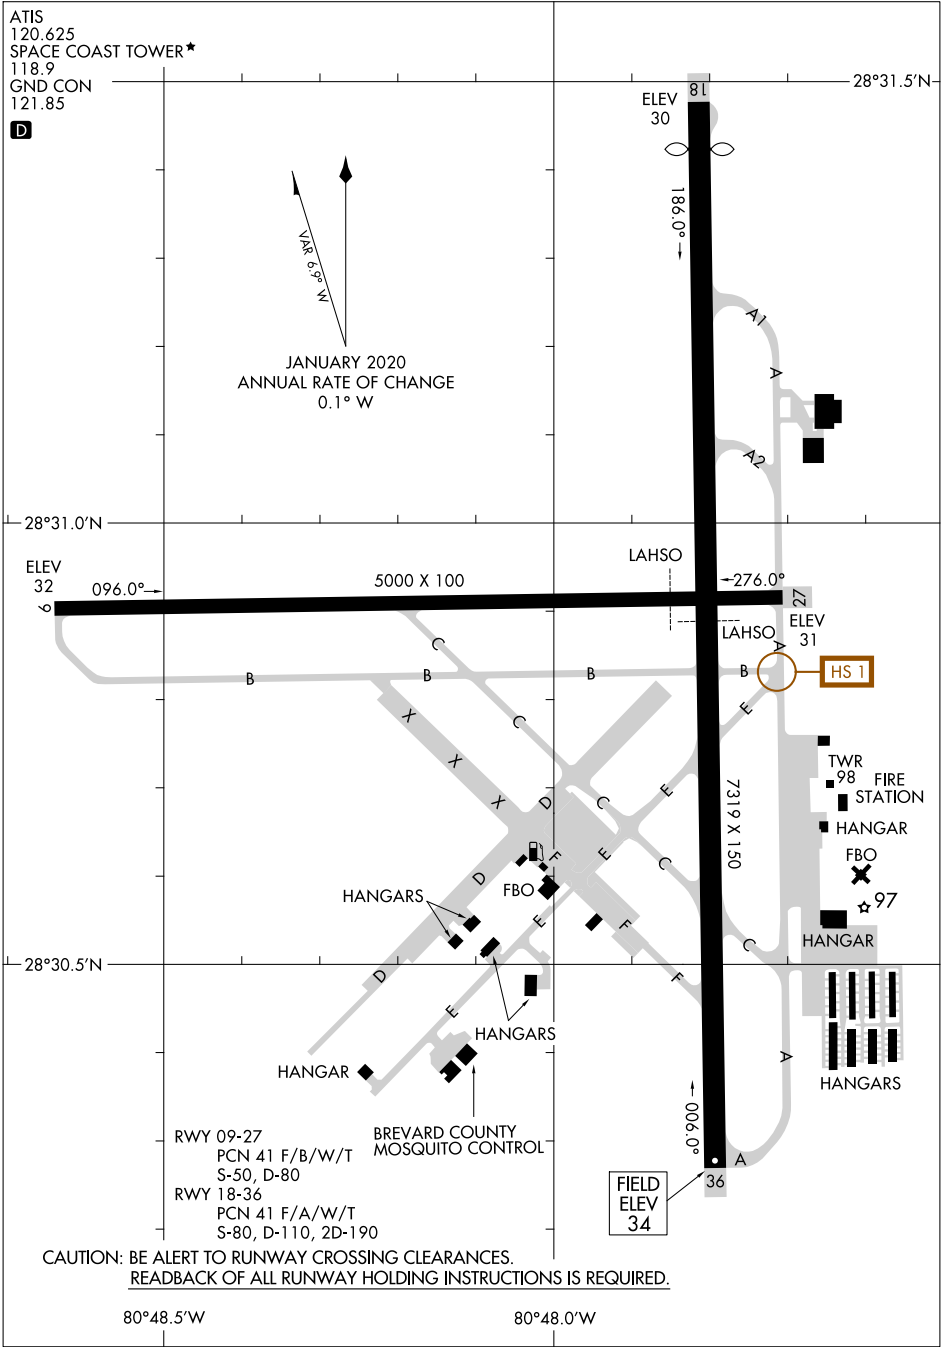 ATIS
120.625
SPACE COAST TOWER★
118.9
GND CON
121.85
D
28°31.5'N
18
ELEV
30
186.0°
VAR 6.9° W
JANUARY 2020
ANNUAL RATE OF CHANGE
0.1° W
A1
A
A2
28°31.0'N
LAHSO
ELEV
32
9
096.0°
5000 X 100
276.0°
27
ELEV
31
LAHSO
A
HS 1
B
B
B
B
C
C
C
C
C
X
X
X
E
E
E
E
E
D
D
D
F
F
F
7319 X 150
TWR
98
FIRE
STATION
HANGAR
FBO
97
HANGAR
HANGARS
FBO
28°30.5'N
HANGARS
HANGAR
A
HANGARS
BREVARD COUNTY
MOSQUITO CONTROL
006.0°
A
36
FIELD
ELEV
34
RWY 09-27
PCN 41 F/B/W/T
S-50, D-80
RWY 18-36
PCN 41 F/A/W/T
S-80, D-110, 2D-190
CAUTION: BE ALERT TO RUNWAY CROSSING CLEARANCES.
READBACK OF ALL RUNWAY HOLDING INSTRUCTIONS IS REQUIRED.
80°48.5'W
80°48.0'W